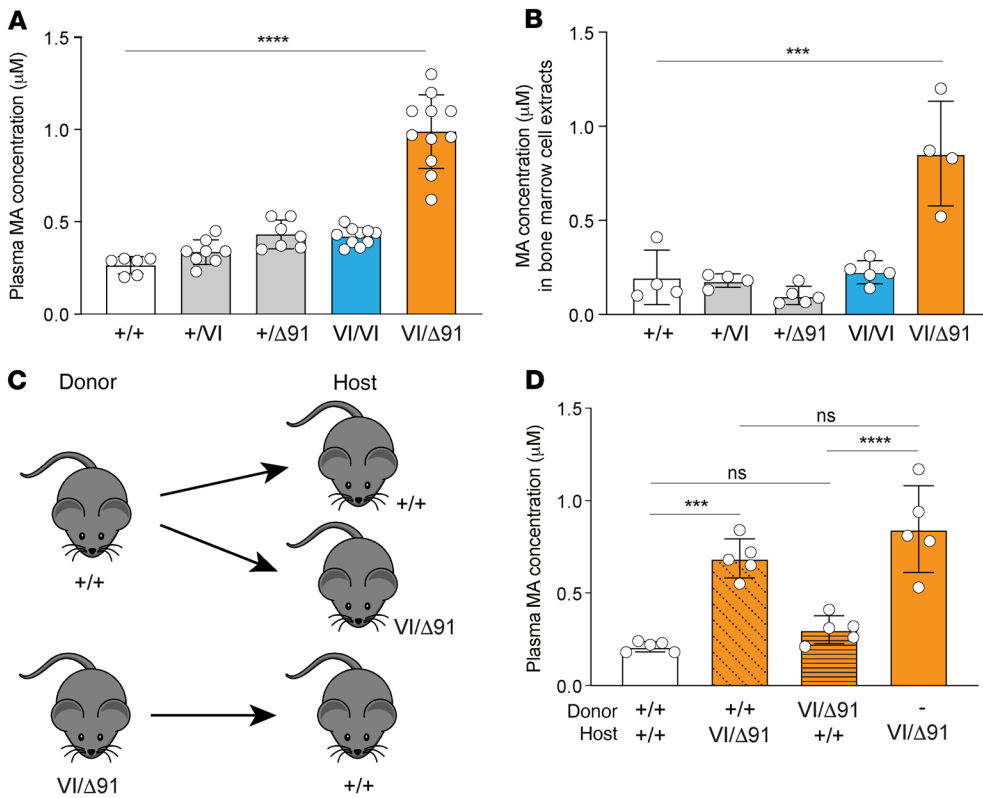 A
Plasma MA concentration (μM)
1.5
1.0
0.5
0.0
****
+/+
+/VI
+/Δ91
VI/VI
VI/Δ91
B
MA concentration (μM)
in bone marrow cell extracts
1.5
1.0
0.5
0.0
***
+/+
+/VI
+/Δ91
VI/VI
VI/Δ91
C
Donor
Host
+/+
+/+
VI/Δ91
VI/Δ91
+/+
D
Plasma MA concentration (μM)
1.5
1.0
0.5
0.0
ns
****
ns
***
Donor +/+ +/+ VI/Δ91 -
Host +/+ VI/Δ91 +/+ VI/Δ91